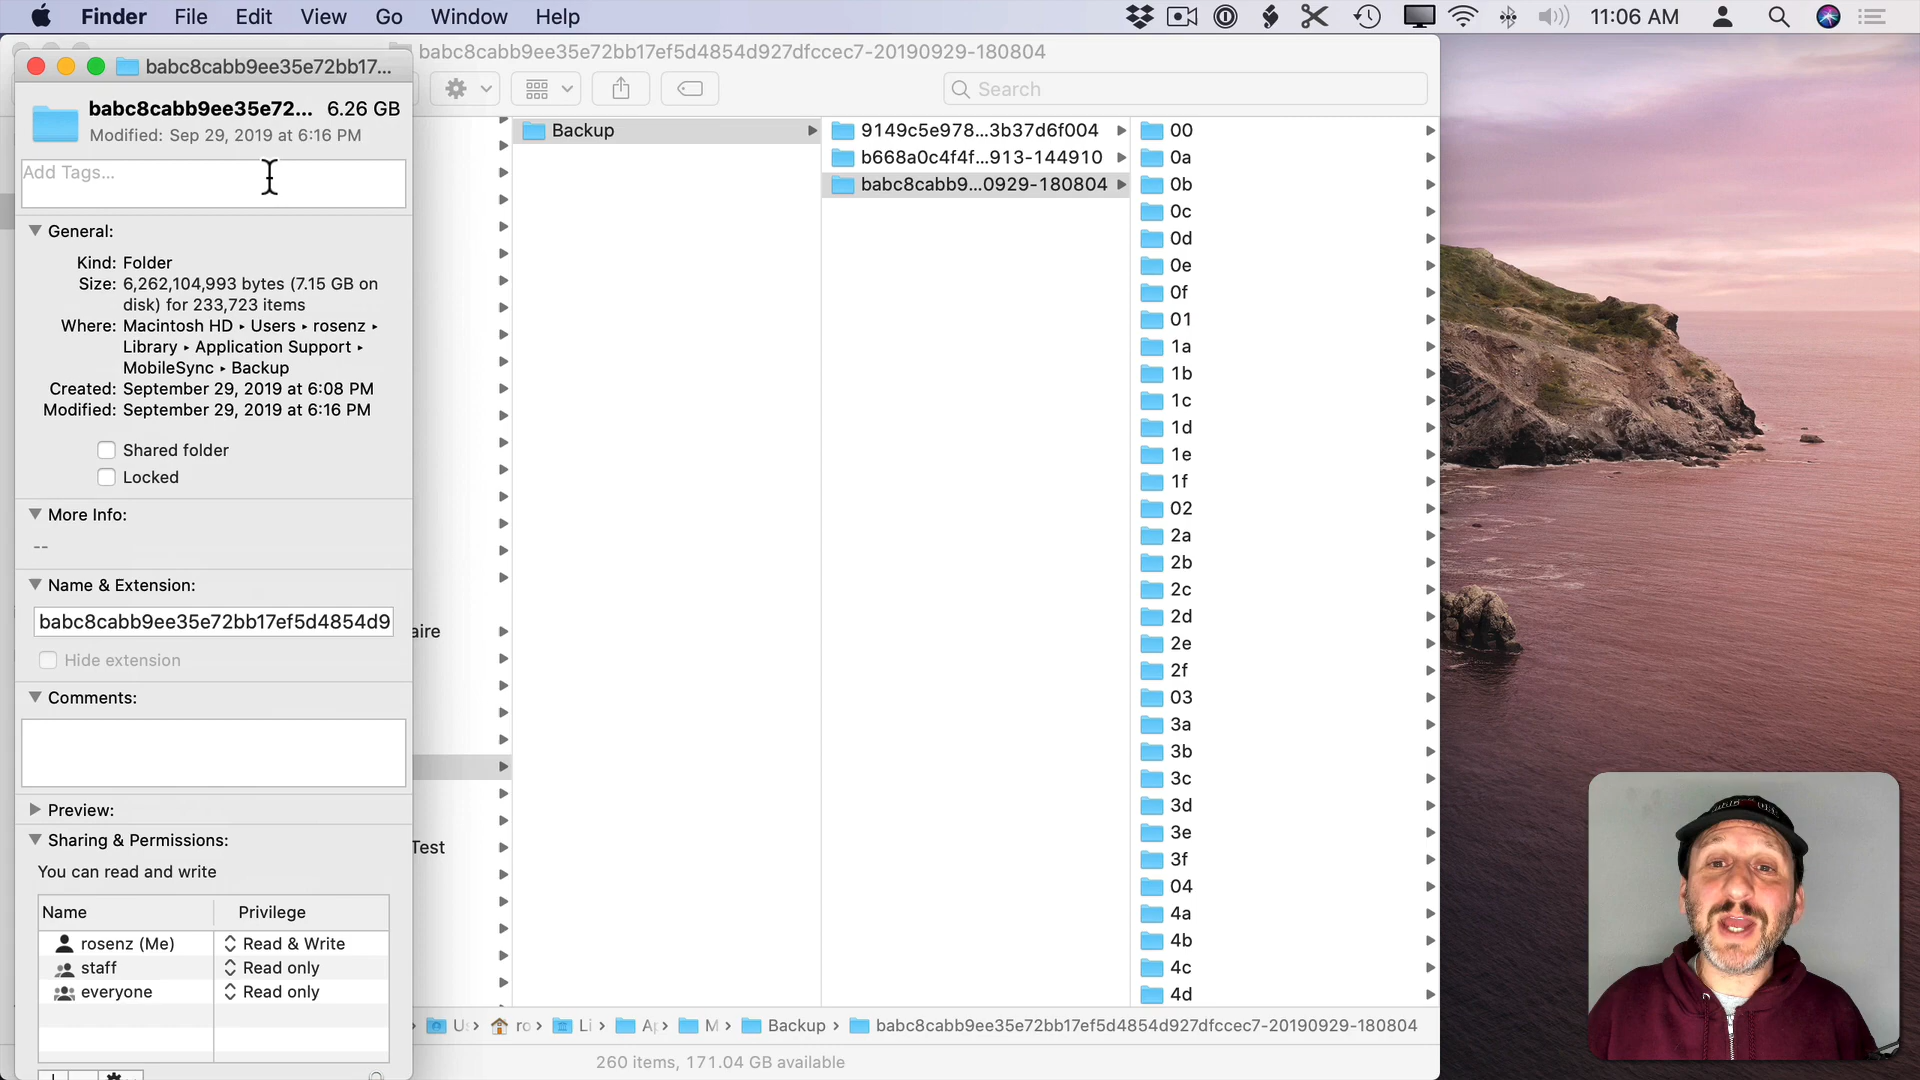 Finder File Edit View Go Window Help 11:06 AM
babc8cabb9ee35e72bb17ef5d4854d927dfccec7-20190929-180804
Search
babc8cabb9ee35e72bb17...
babc8cabb9ee35e72... 6.26 GB
Modified: Sep 29, 2019 at 6:16 PM
Add Tags...
General:
Kind: Folder
Size: 6,262,104,993 bytes (7.15 GB on
disk) for 233,723 items
Where: Macintosh HD ▸ Users ▸ rosenz ▸
Library ▸ Application Support ▸
MobileSync ▸ Backup
Created: September 29, 2019 at 6:08 PM
Modified: September 29, 2019 at 6:16 PM
Shared folder
Locked
More Info:
--
Name & Extension:
babc8cabb9ee35e72bb17ef5d4854d9
Hide extension
Comments:
Preview:
Sharing & Permissions:
You can read and write
Name Privilege
rosenz (Me) Read & Write
staff Read only
everyone Read only
aire
Test
Backup
9149c5e978...3b37d6f004
b668a0c4f4f...913-144910
babc8cabb9...0929-180804
00
0a
0b
0c
0d
0e
0f
01
1a
1b
1c
1d
1e
1f
02
2a
2b
2c
2d
2e
2f
03
3a
3b
3c
3d
3e
3f
04
4a
4b
4c
4d
ro › Li › M › Backup › babc8cabb9ee35e72bb17ef5d4854d927dfccec7-20190929-180804
260 items, 171.04 GB available